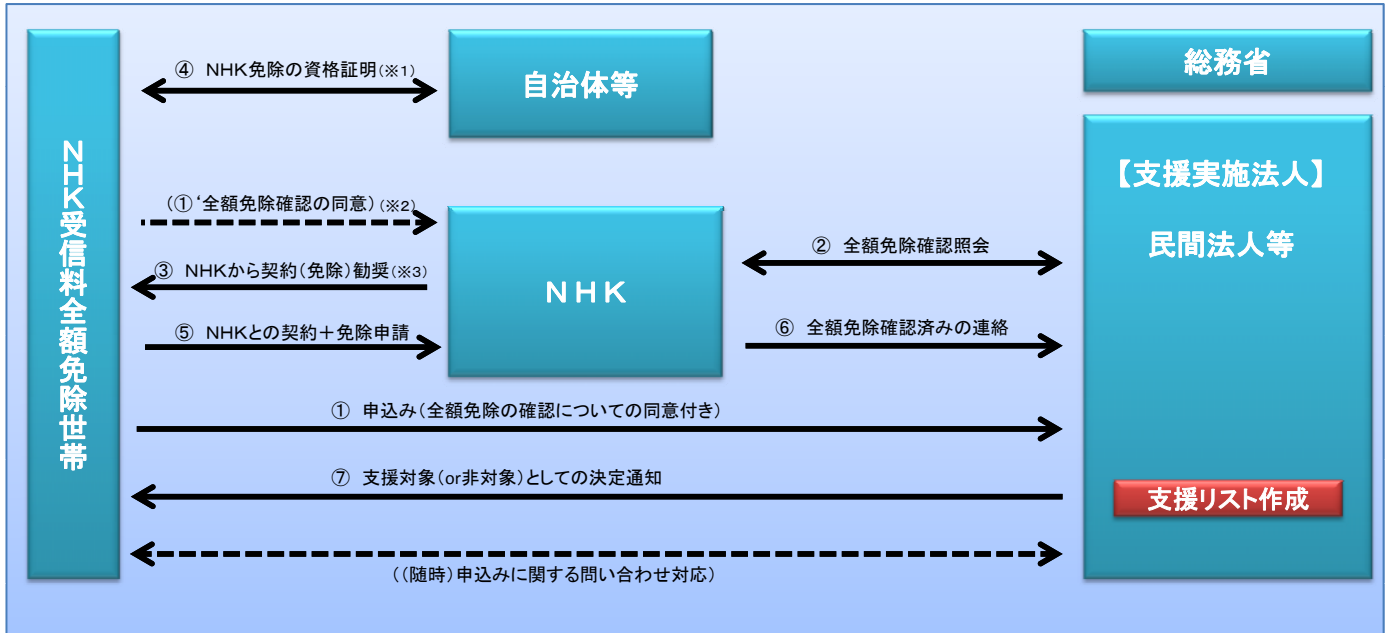 ④ NHK免除の資格証明(※1)
自治体等
総務省
NHK受信料全額免除世帯
【支援実施法人】
民間法人等
(①‘全額免除確認の同意)(※2)
② 全額免除確認照会
③ NHKから契約(免除)勧奨(※3)
NHK
⑤ NHKとの契約+免除申請
⑥ 全額免除確認済みの連絡
① 申込み(全額免除の確認についての同意付き)
⑦ 支援対象(or非対象)としての決定通知
支援リスト作成
((随時)申込みに関する問い合わせ対応)